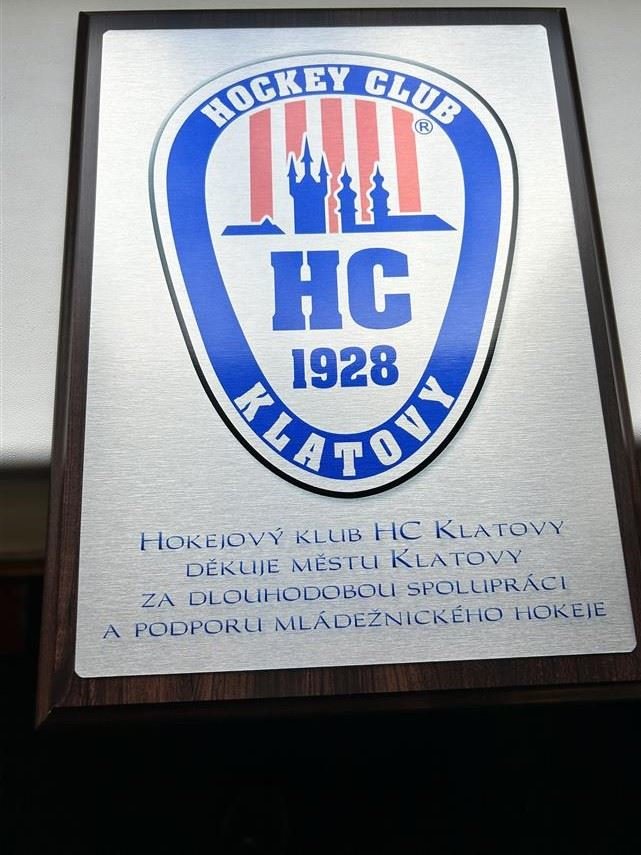 HOCKEY CLUB
®
HC
1928
KLATOVY
HOKEJOVÝ KLUB HC KLATOVY
DĚKUJE MĚSTU KLATOVY
ZA DLOUHODOBOU SPOLUPRÁCI
A PODPORU MLÁDEŽNICKÉHO HOKEJE